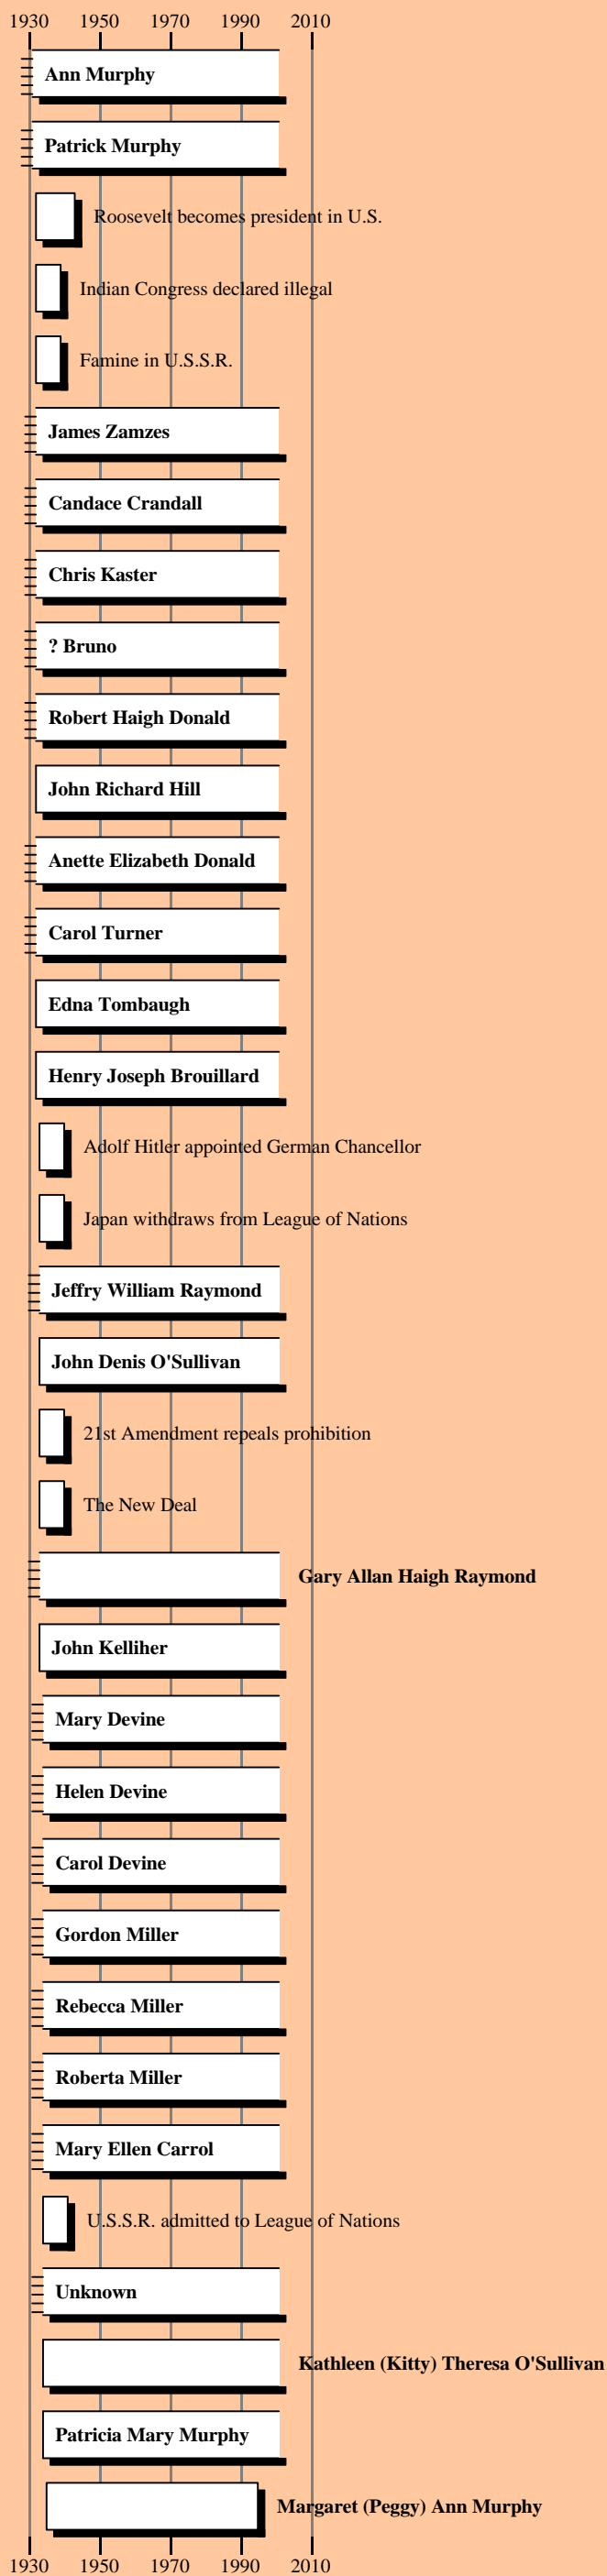 1930 1950 1970 1990 2010
Ann Murphy
Patrick Murphy
Roosevelt becomes president in U.S.
Indian Congress declared illegal
Famine in U.S.S.R.
James Zamzes
Candace Crandall
Chris Kaster
? Bruno
Robert Haigh Donald
John Richard Hill
Anette Elizabeth Donald
Carol Turner
Edna Tombaugh
Henry Joseph Brouillard
Adolf Hitler appointed German Chancellor
Japan withdraws from League of Nations
Jeffry William Raymond
John Denis O'Sullivan
21st Amendment repeals prohibition
The New Deal
Gary Allan Haigh Raymond
John Kelliher
Mary Devine
Helen Devine
Carol Devine
Gordon Miller
Rebecca Miller
Roberta Miller
Mary Ellen Carrol
U.S.S.R. admitted to League of Nations
Unknown
Kathleen (Kitty) Theresa O'Sullivan
Patricia Mary Murphy
Margaret (Peggy) Ann Murphy
1930 1950 1970 1990 2010